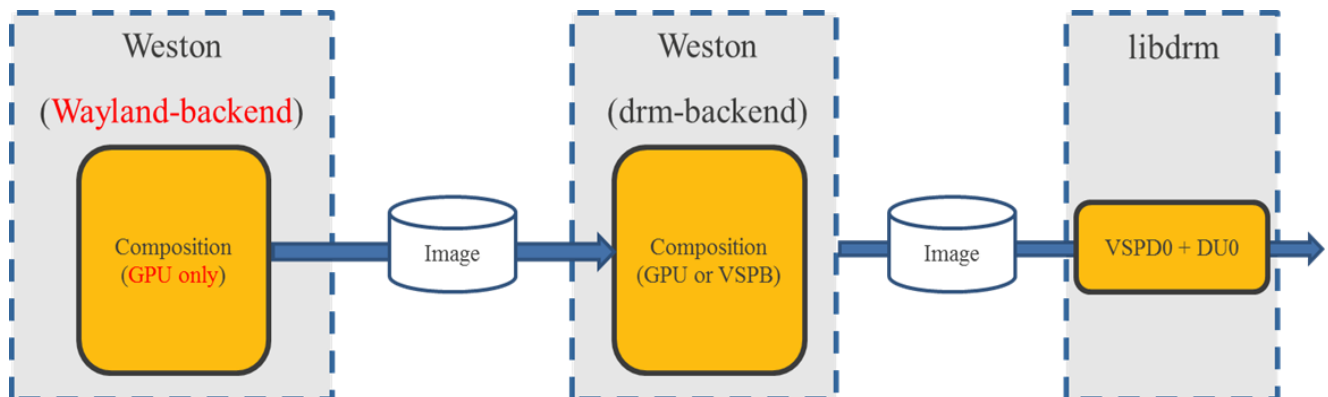 Weston
(Wayland-backend)
Composition
(GPU only)
Image
Weston
(drm-backend)
Composition
(GPU or VSPB)
Image
libdrm
VSPD0 + DU0